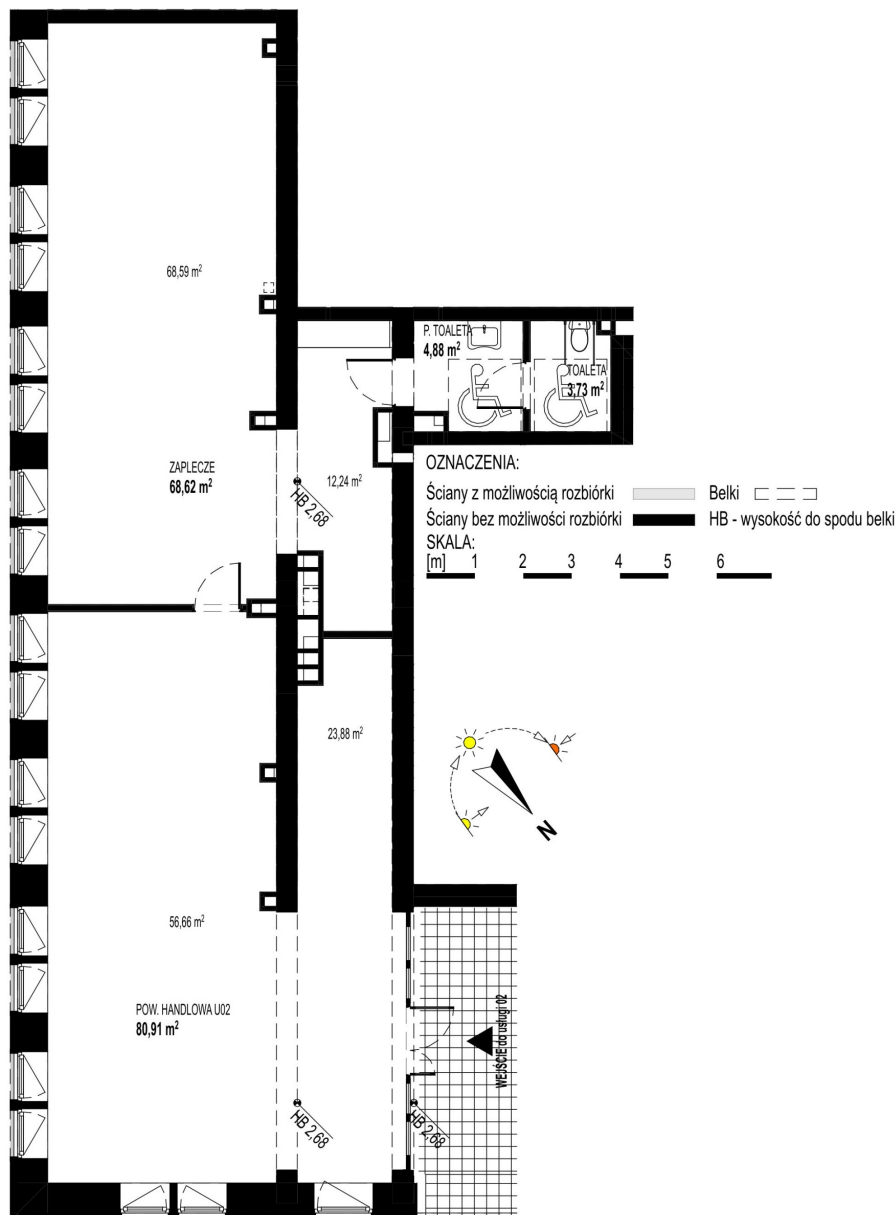 68,59 m²
P. TOALETA
4,88 m²
TOALETA
3,73 m²
ZAPLECZE
68,62 m²
12,24 m²
HB 2,68
OZNACZENIA:
Ściany z możliwością rozbiórki
Belki
Ściany bez możliwości rozbiórki
HB - wysokość do spodu belki
SKALA:
[m] 1 2 3 4 5 6
23,88 m²
N
56,66 m²
POW. HANDLOWA U02
80,91 m²
WEJŚCIE do usługi 02
HB 2,68
HB 2,68